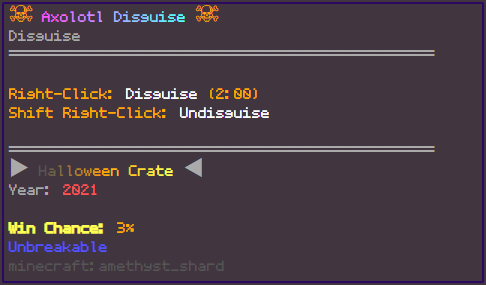 ☠ Axolotl Disguise ☠
Disguise
Right-Click: Disguise (2:00)
Shift Right-Click: Undisguise
▶ Halloween Crate ◀
Year: 2021
Win Chance: 3%
Unbreakable
minecraft:amethyst_shard